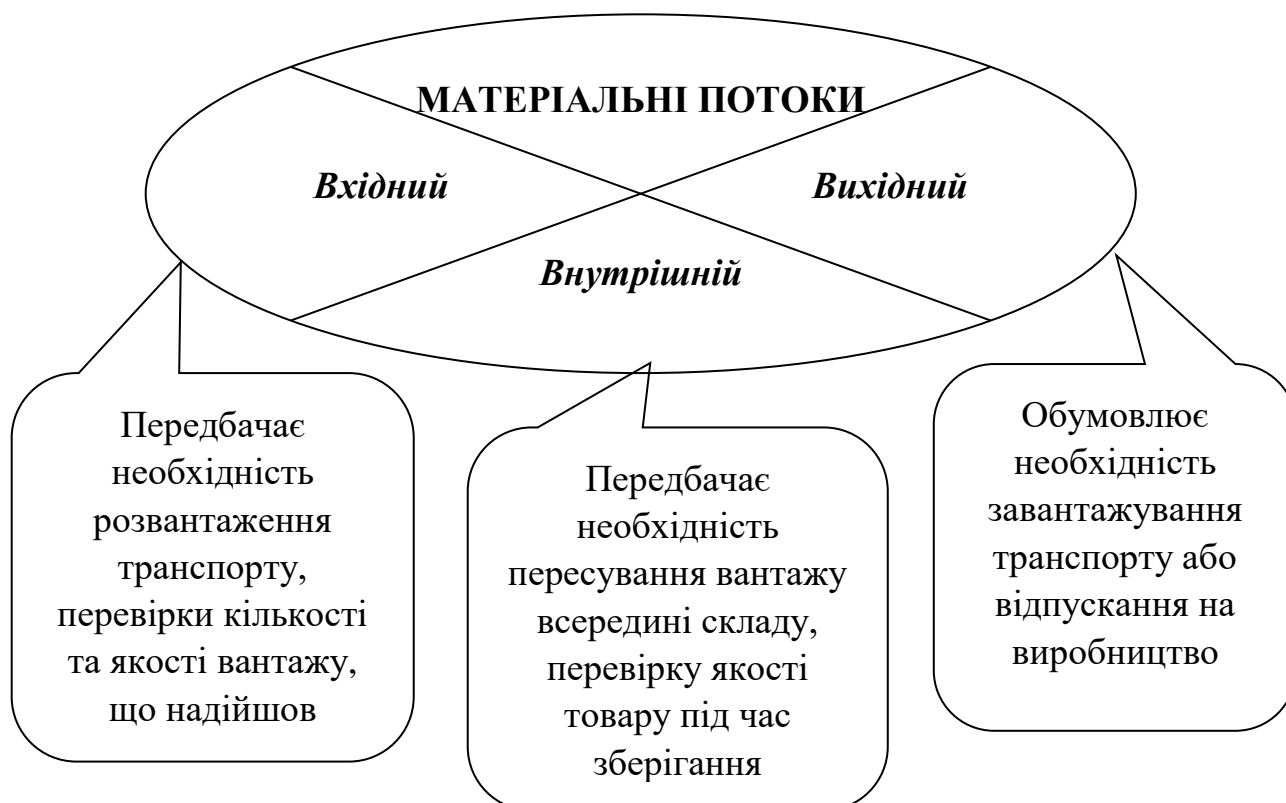 МАТЕРІАЛЬНІ ПОТОКИ
Вхідний
Вихідний
Внутрішній
Передбачає
необхідність
розвантаження
транспорту,
перевірки кількості
та якості вантажу,
що надійшов
Передбачає
необхідність
пересування вантажу
всередині складу,
перевірку якості
товару під час
зберігання
Обумовлює
необхідність
завантажування
транспорту або
відпускання на
виробництво